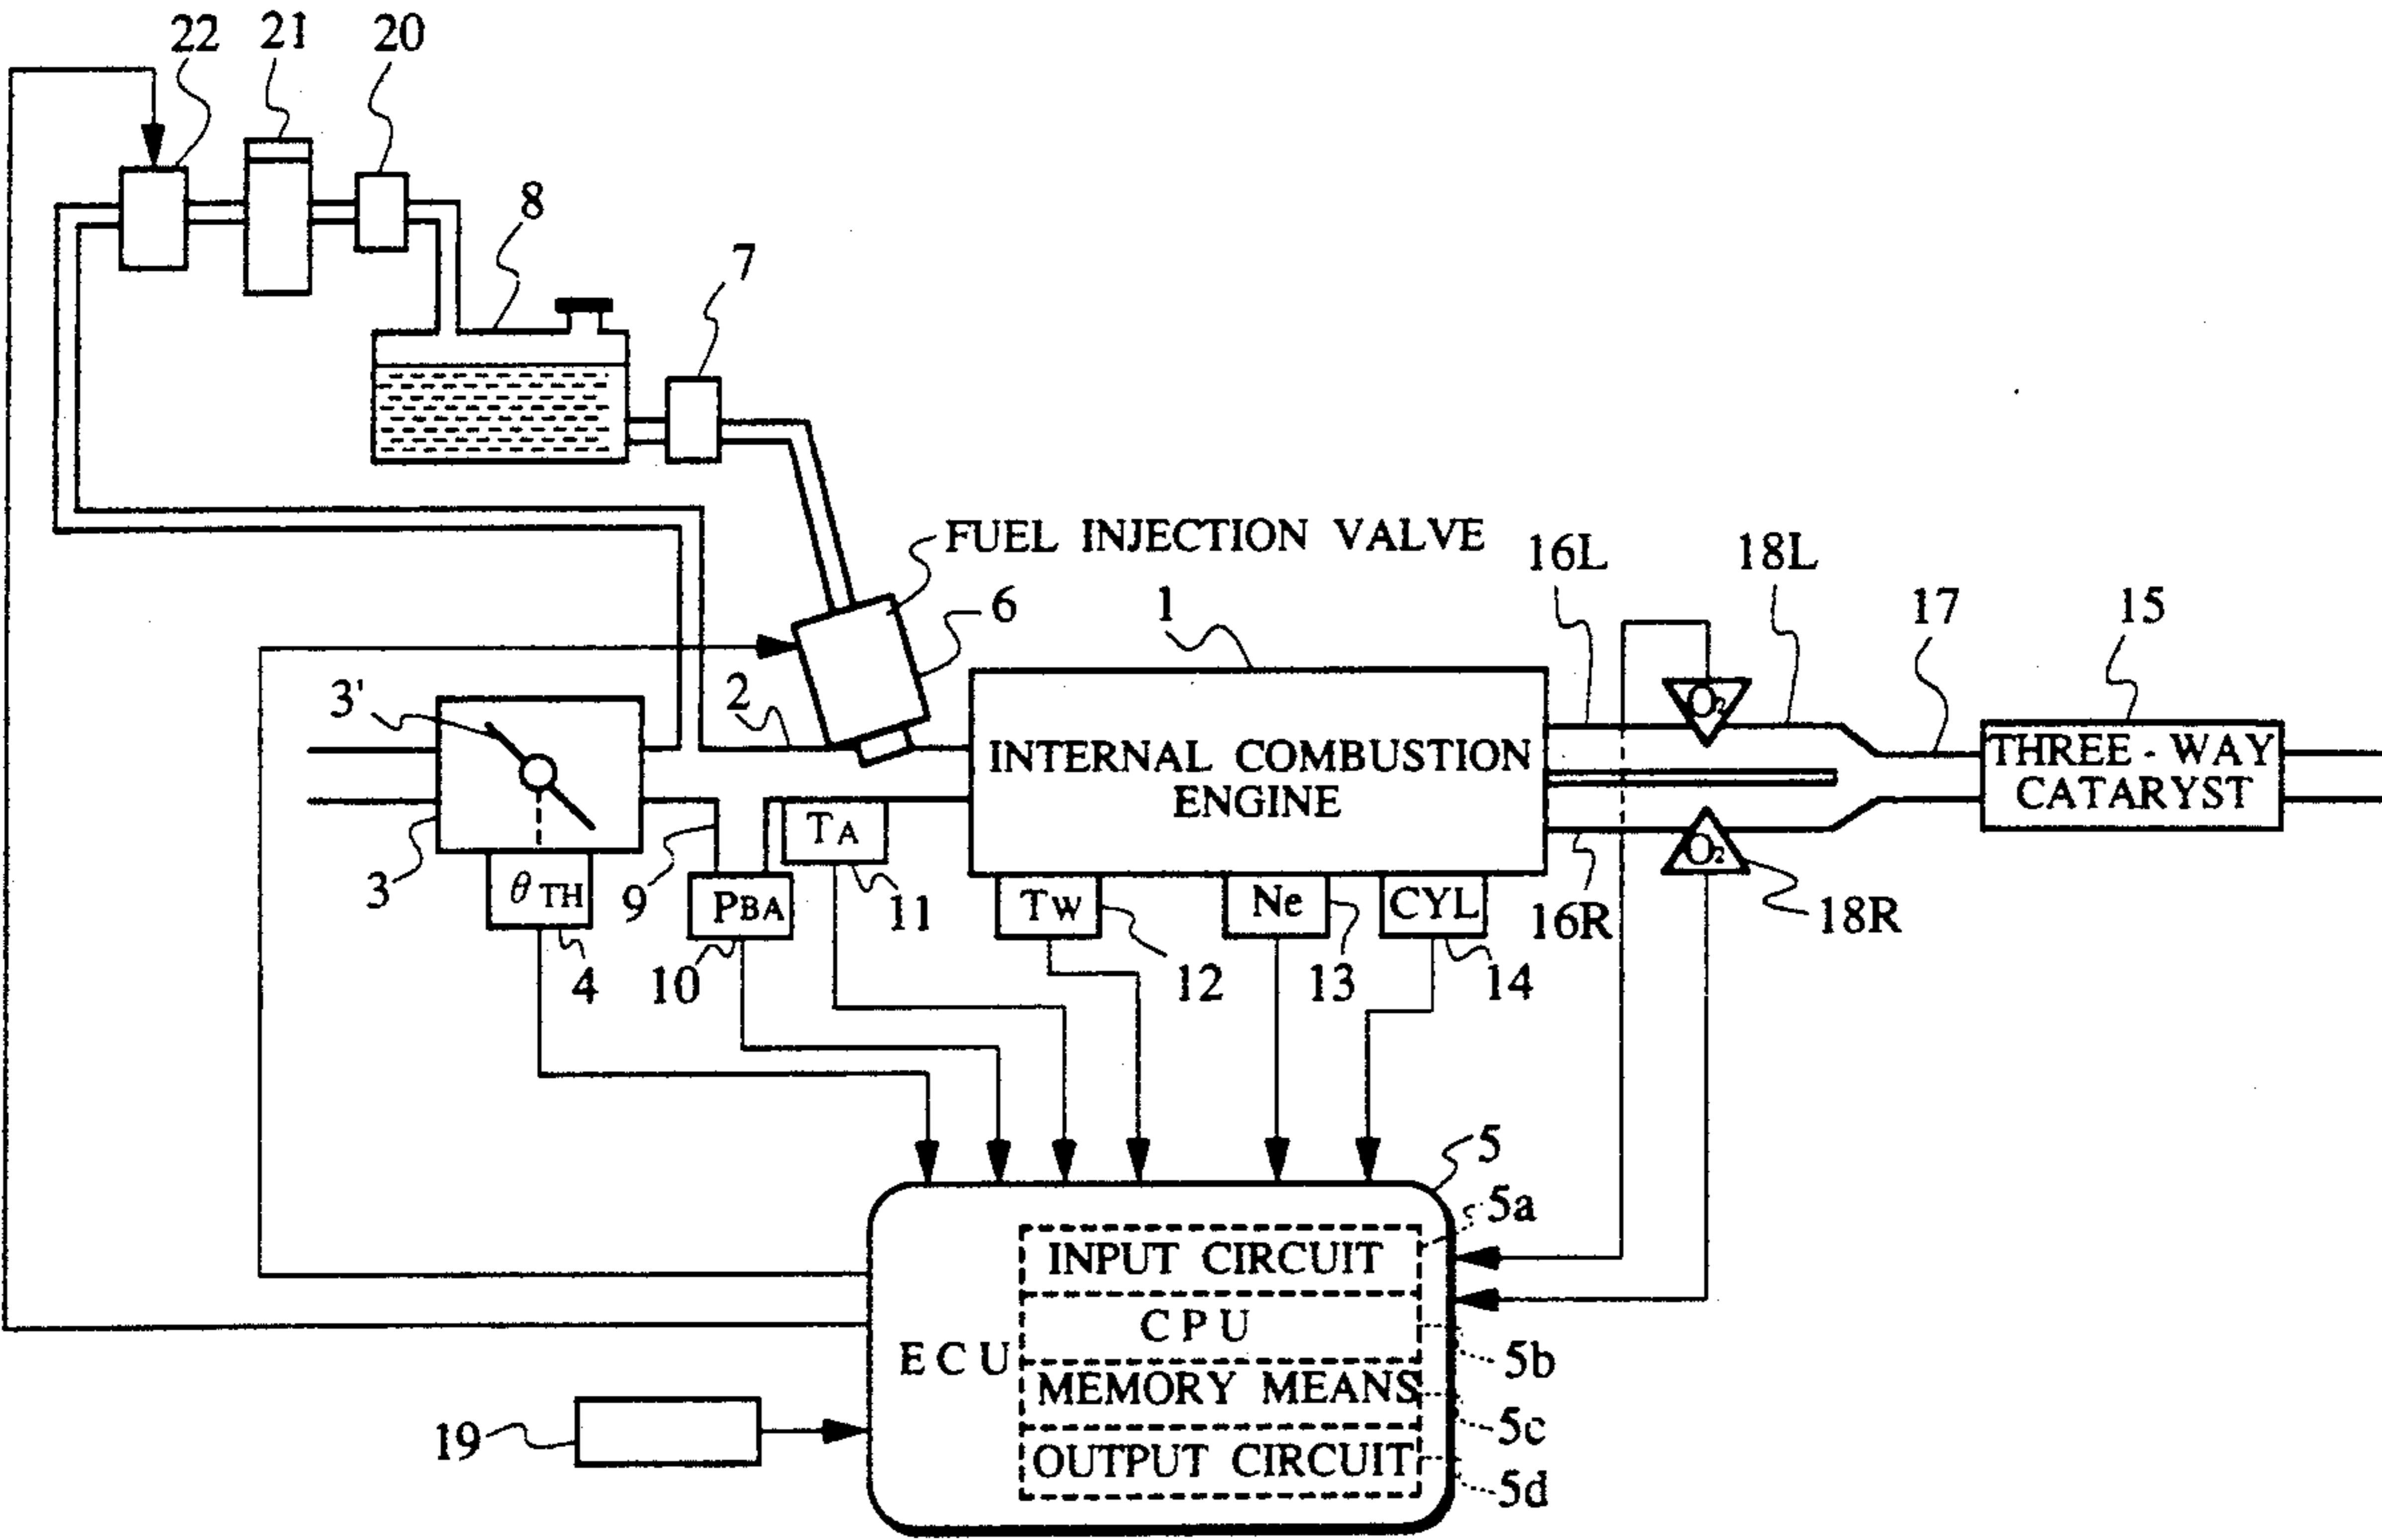 22 21 20
8
7
FUEL INJECTION VALVE
6
1
16L 18L
17 15
3'
2
O₂
INTERNAL COMBUSTION
ENGINE
THREE - WAY
CATARYST
TA
O₂
3
θTH
9
PBA
11
Tw
Ne
CYL
16R
18R
4
10
12
13
14
5
5a
INPUT CIRCUIT
CPU
ECU
5b
MEMORY MEANS
5c
19
OUTPUT CIRCUIT
5d